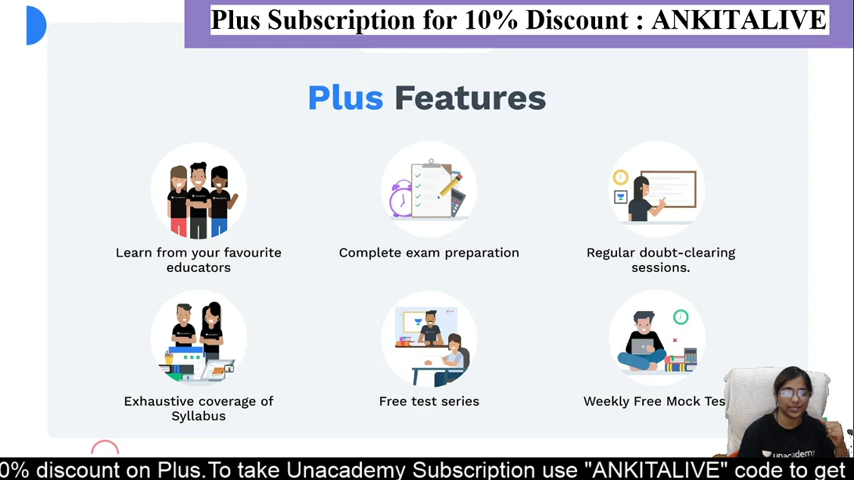 Plus Subscription for 10% Discount : ANKITALIVE
Plus Features
Learn from your favourite
educators
Complete exam preparation
Regular doubt-clearing
sessions.
Exhaustive coverage of
Syllabus
Free test series
Weekly Free Mock Tes
unacademy
0% discount on Plus.To take Unacademy Subscription use "ANKITALIVE" code to get